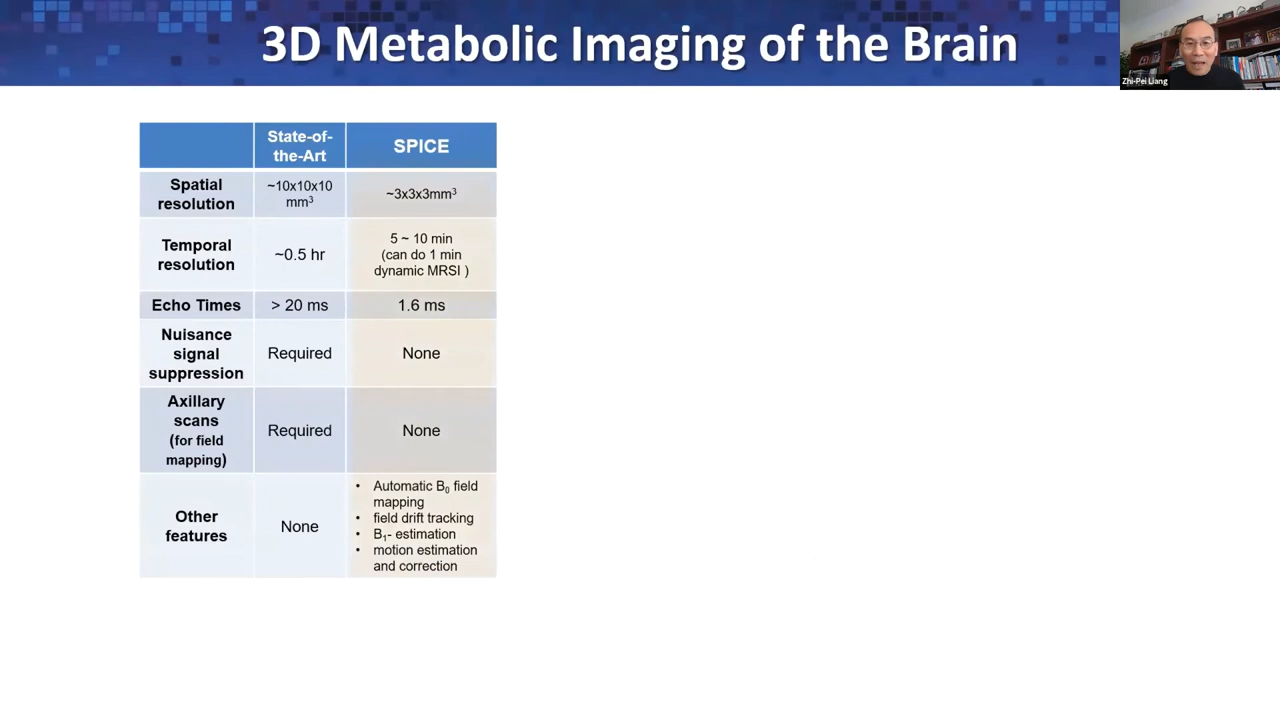 3D Metabolic Imaging of the Brain
Zhi-Pei Liang
State-of-
the-Art
SPICE
Spatial
resolution
~10x10x10
mm³
~3x3x3mm³
Temporal
resolution
~0.5 hr
5 ~ 10 min
(can do 1 min
dynamic MRSI )
Echo Times
> 20 ms
1.6 ms
Nuisance
signal
suppression
Required
None
Axillary
scans
(for field
mapping)
Required
None
Other
features
None
• Automatic B₀ field
mapping
• field drift tracking
• B₁- estimation
• motion estimation
and correction